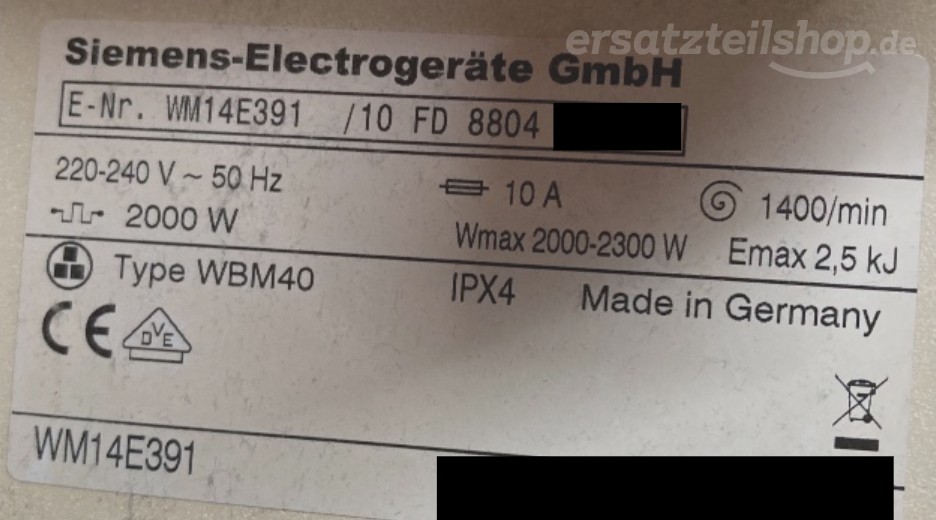 ersatzteilshop.de
Siemens-Electrogeräte GmbH
E-Nr. WM14E391 /10 FD 8804
220-240 V ~ 50 Hz 10 A 1400/min
2000 W Wmax 2000-2300 W Emax 2,5 kJ
Type WBM40 IPX4 Made in Germany
CE DVE
WM14E391